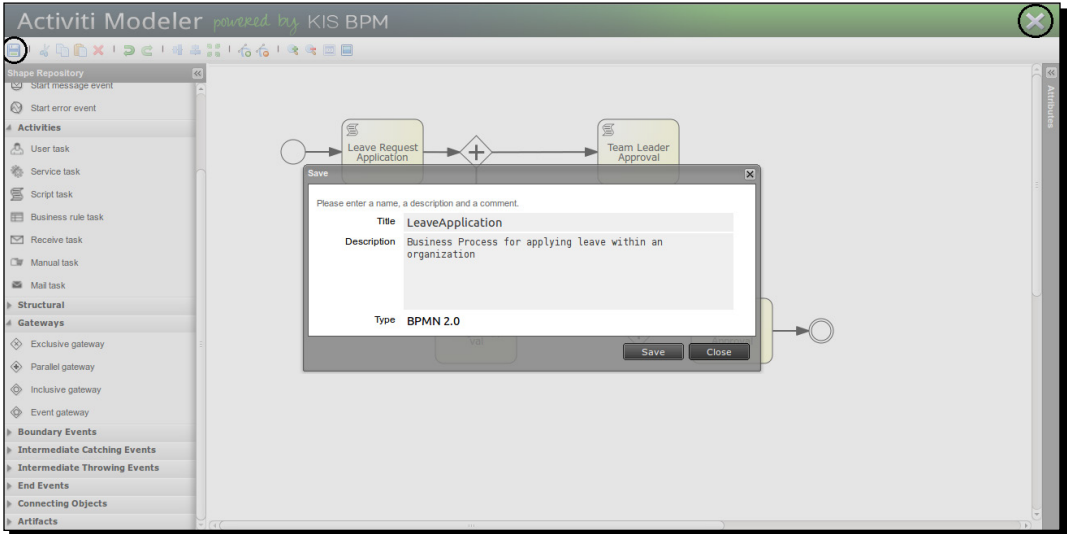 Activiti Modeler powered by KIS BPM
Shape Repository
Start message event
Start error event
Activities
User task
Service task
Script task
Business rule task
Receive task
Manual task
Mail task
Structural
Gateways
Exclusive gateway
Parallel gateway
Inclusive gateway
Event gateway
Boundary Events
Intermediate Catching Events
Intermediate Throwing Events
End Events
Connecting Objects
Artifacts
Leave Request
Application
Team Leader
Approval
Save
Please enter a name, a description and a comment.
Title LeaveApplication
Description Business Process for applying leave within an
organization
Type BPMN 2.0
val
Save Close
Attributes